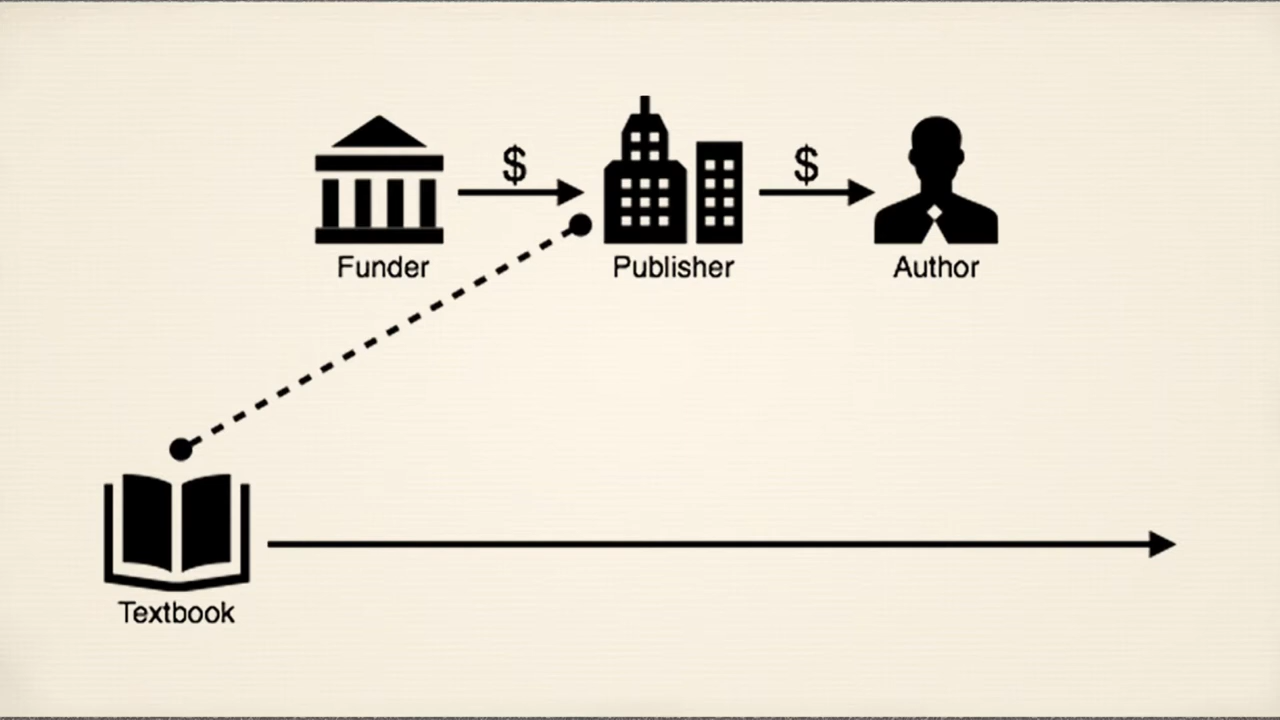 $
$
Funder
Publisher
Author
Textbook